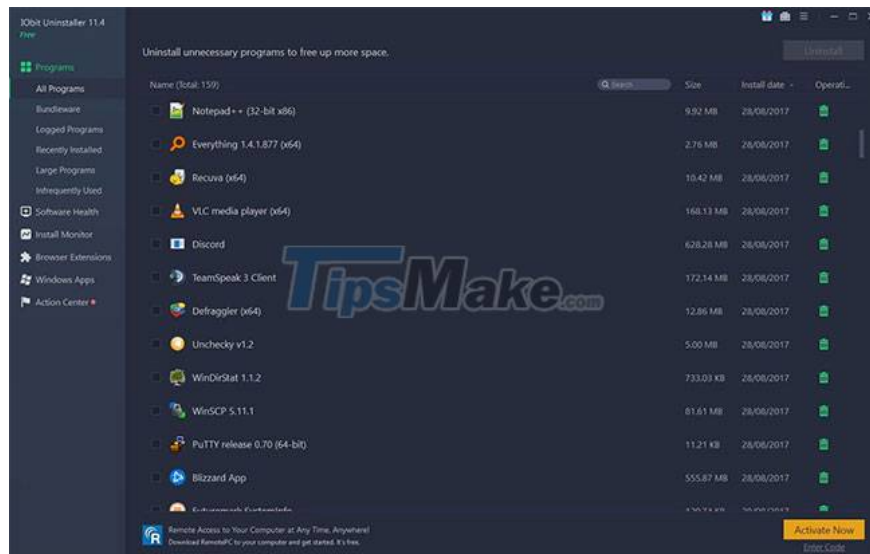 IObit Uninstaller 11.4
Free
Uninstall unnecessary programs to free up more space.
Uninstall
Programs
All Programs
Bundleware
Logged Programs
Recently Installed
Large Programs
Infrequently Used
Software Health
Install Monitor
Browser Extensions
Windows Apps
Action Center
Name (Total: 159) Search Size Install date Operati...
Notepad++ (32-bit x86) 9.92 MB 28/08/2017
Everything 1.4.1.877 (x64) 2.76 MB 28/08/2017
Recuva (x64) 10.42 MB 28/08/2017
VLC media player (x64) 168.13 MB 28/08/2017
Discord 628.28 MB 28/08/2017
TeamSpeak 3 Client 172.14 MB 28/08/2017
TipsMake.com
Defraggler (x64) 12.86 MB 28/08/2017
Unchecky v1.2 5.00 MB 28/08/2017
WinDirStat 1.1.2 733.03 KB 28/08/2017
WinSCP 5.11.1 81.61 MB 28/08/2017
PuTTY release 0.70 (64-bit) 11.21 KB 28/08/2017
Blizzard App 555.87 MB 28/08/2017
Futuremark SystemInfo
Remote Access to Your Computer at Any Time, Anywhere!
Download RemotePC to your computer and get started. It's free.
Activate Now
Enter Code